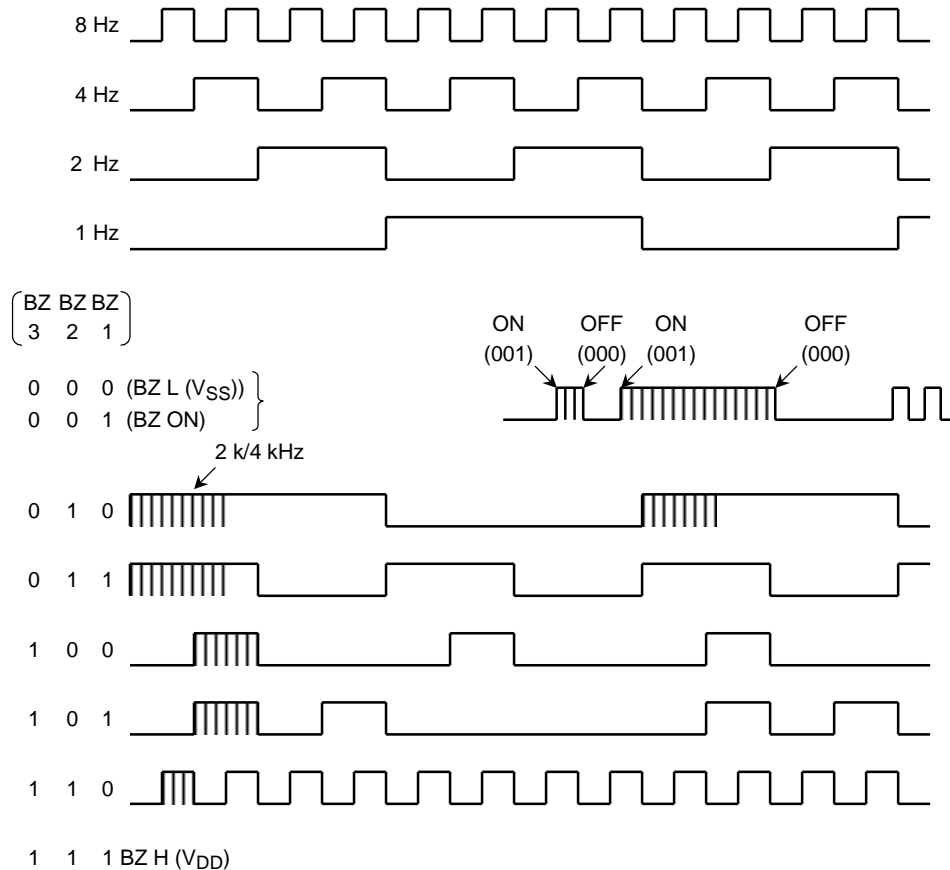 8 Hz
4 Hz
2 Hz
1 Hz
BZ BZ BZ
3 2 1
ON OFF ON OFF
(001) (000) (001) (000)
0 0 0 (BZ L (VSS))
0 0 1 (BZ ON)
2 k/4 kHz
0 1 0
0 1 1
1 0 0
1 0 1
1 1 0
1 1 1 BZ H (VDD)